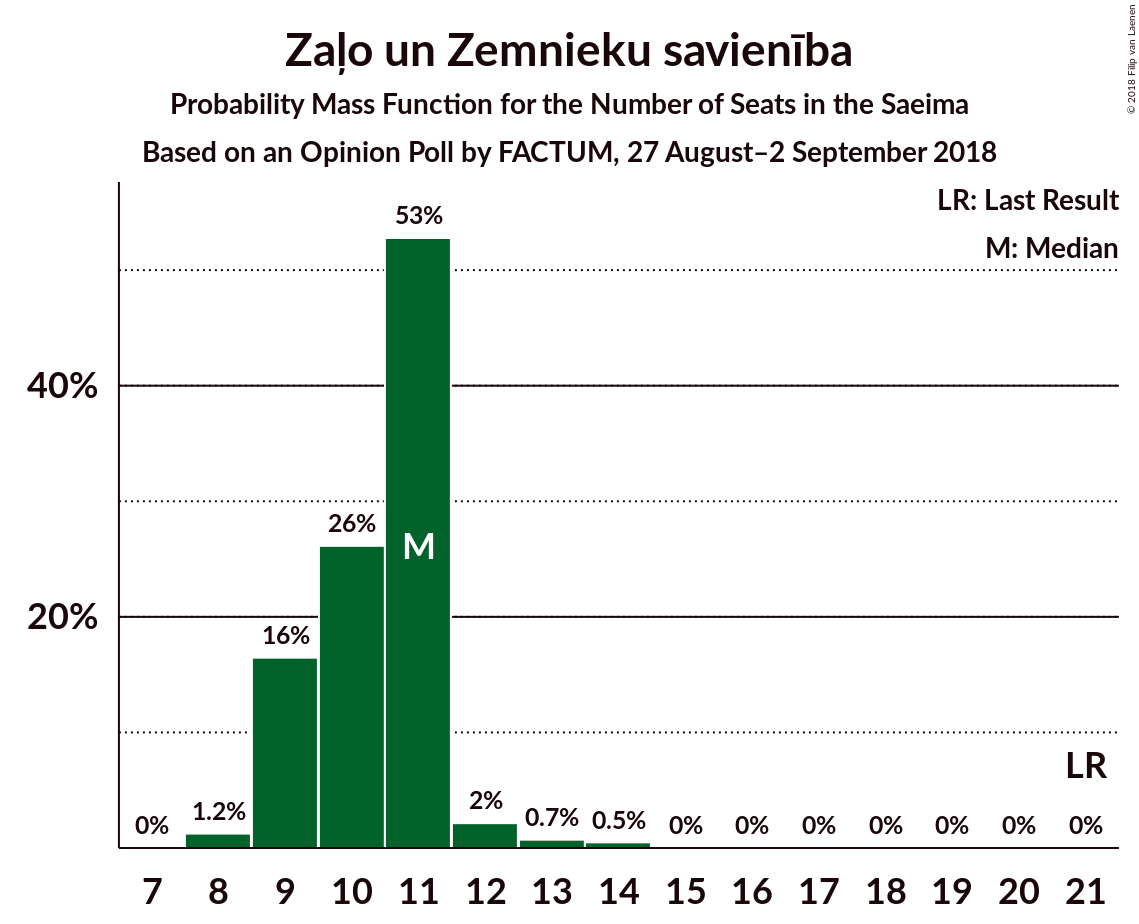 Zaļo un Zemnieku savienība
Probability Mass Function for the Number of Seats in the Saeima
Based on an Opinion Poll by FACTUM, 27 August–2 September 2018
© 2018 Filip van Laenen
LR: Last Result
M: Median
53%
40%
26%
M
20%
16%
LR
0%
1.2%
2%
0.7%
0.5%
0%
0%
0%
0%
0%
0%
0%
7 8 9 10 11 12 13 14 15 16 17 18 19 20 21